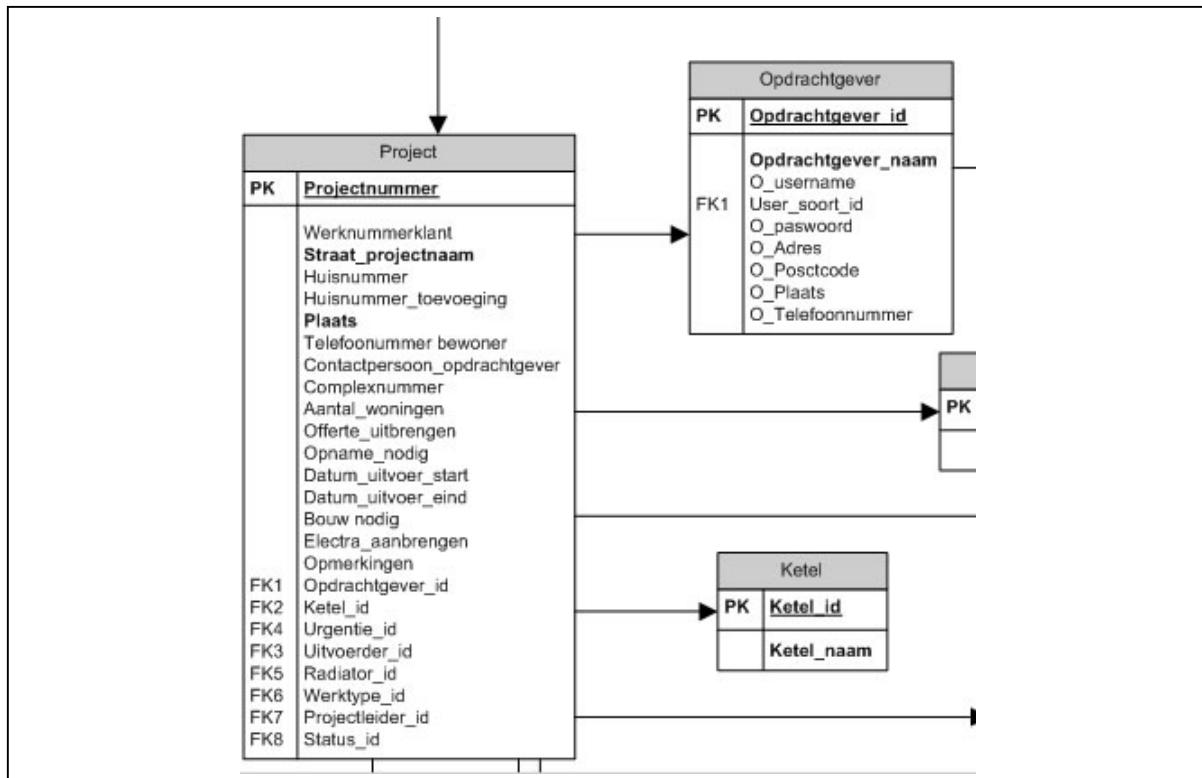 Project
PK Projectnummer
Werknummerklant
Straat_projectnaam
Huisnummer
Huisnummer_toevoeging
Plaats
Telefoonummer bewoner
Contactpersoon_opdrachtgever
Complexnummer
Aantal_woningen
Offerte_uitbrengen
Opname_nodig
Datum_uitvoer_start
Datum_uitvoer_eind
Bouw nodig
Electra_aanbrengen
Opmerkingen
FK1 Opdrachtgever_id
FK2 Ketel_id
FK4 Urgentie_id
FK3 Uitvoerder_id
FK5 Radiator_id
FK6 Werktype_id
FK7 Projectleider_id
FK8 Status_id
Opdrachtgever
PK Opdrachtgever_id
Opdrachtgever_naam
O_username
FK1 User_soort_id
O_paswoord
O_Adres
O_Posctcode
O_Plaats
O_Telefoonnummer
PK
Ketel
PK Ketel_id
Ketel_naam